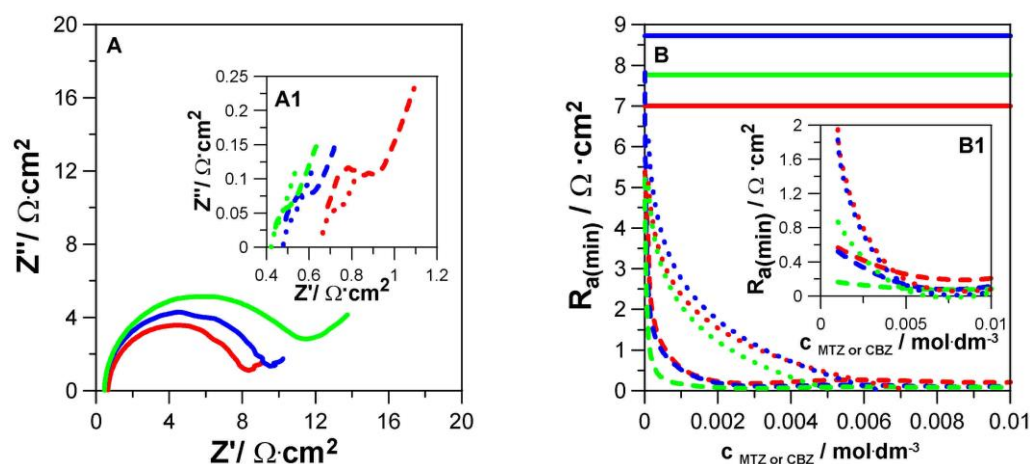 A
20
16
12
8
4
0
Z''/ Ω·cm²
0 4 8 12 16 20
Z'/ Ω·cm²
A1
0.25
0.2
0.15
0.1
0.05
0
Z''/ Ω·cm²
0.4 0.6 0.8 1 1.2
Z'/ Ω·cm²
B
9
8
7
6
5
4
3
2
1
0
Ra(min) / Ω ·cm²
0 0.002 0.004 0.006 0.008 0.01
c MTZ or CBZ / mol·dm-³
B1
2
1.6
1.2
0.8
0.4
0
Ra(min) / Ω·cm²
0 0.005 0.01
c MTZ or CBZ / mol·dm-³